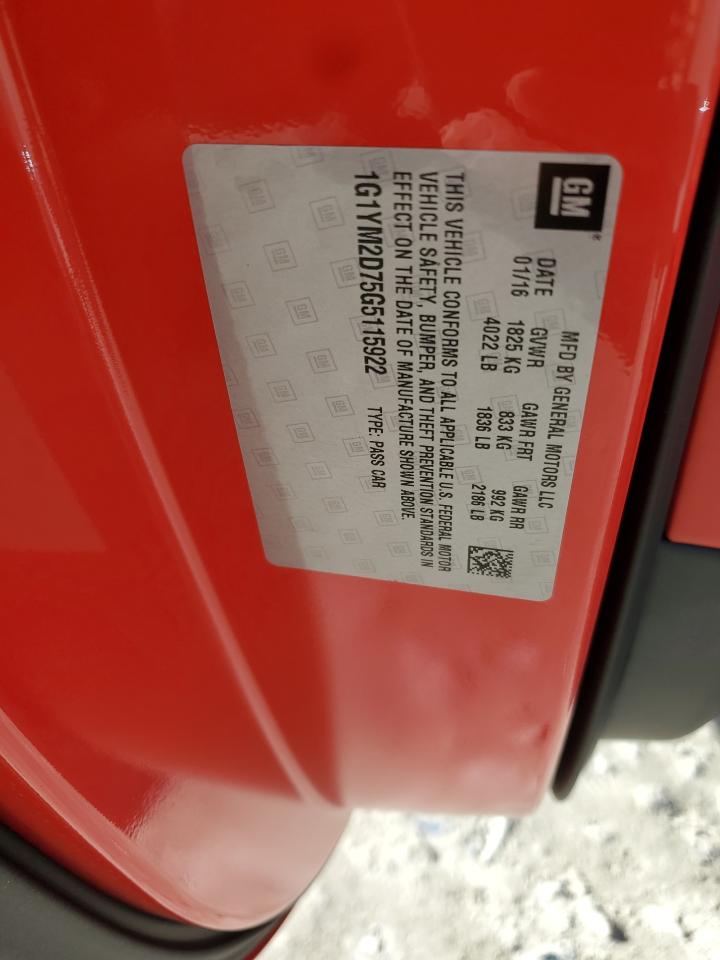 GM®
MFD BY GENERAL MOTORS LLC
DATE GVWR GAWR FRT GAWR RR
01/16 1825 KG 833 KG 992 KG
4022 LB 1836 LB 2186 LB
THIS VEHICLE CONFORMS TO ALL APPLICABLE U.S. FEDERAL MOTOR
VEHICLE SAFETY, BUMPER, AND THEFT PREVENTION STANDARDS IN
EFFECT ON THE DATE OF MANUFACTURE SHOWN ABOVE.
1G1YM2D75G5115922 TYPE: PASS CAR